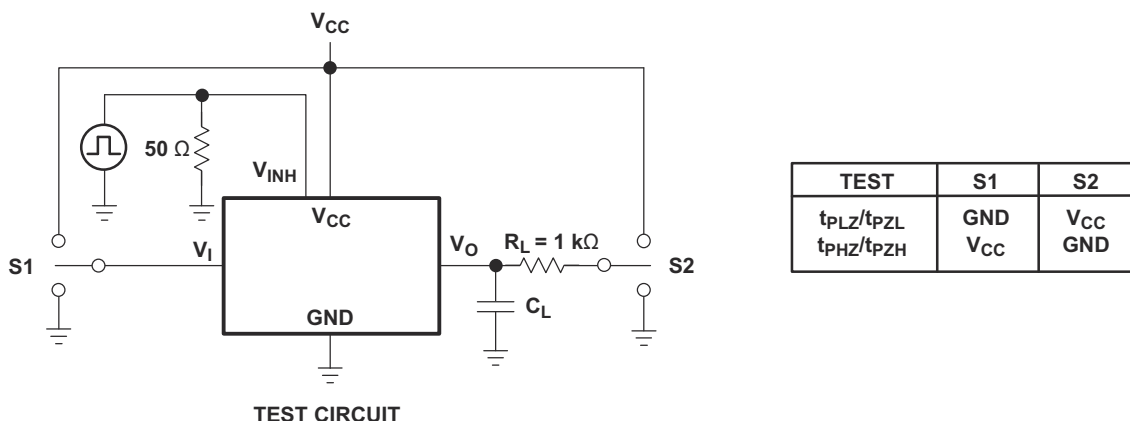 VCC
50 Ω
VINH
VCC
S1
VI
VO
RL = 1 kΩ
S2
CL
GND
TEST CIRCUIT
TEST S1 S2
tPLZ/tPZL GND VCC
tPHZ/tPZH VCC GND